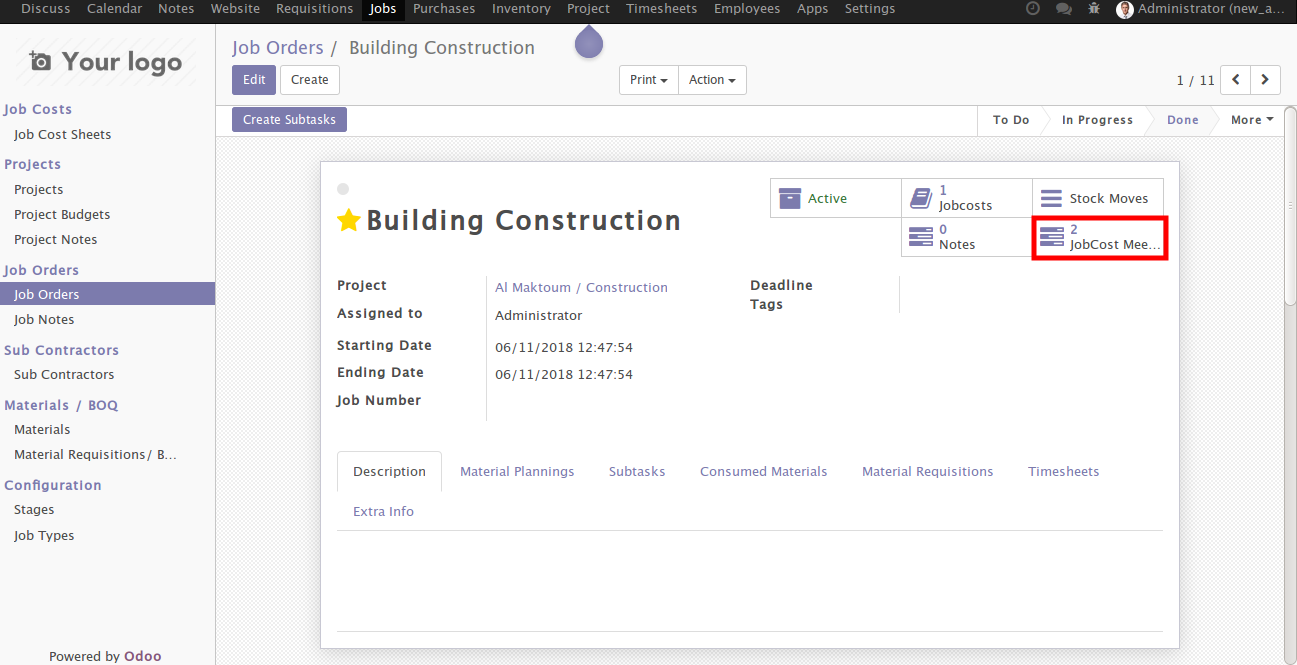 Discuss Calendar Notes Website Requisitions Jobs Purchases Inventory Project Timesheets Employees Apps Settings Administrator (new_a...
Your logo
Job Costs
Job Cost Sheets
Projects
Projects
Project Budgets
Project Notes
Job Orders
Job Orders
Job Notes
Sub Contractors
Sub Contractors
Materials / BOQ
Materials
Material Requisitions/ B...
Configuration
Stages
Job Types
Powered by Odoo
Job Orders / Building Construction
Edit Create Print Action 1 / 11
Create Subtasks To Do In Progress Done More
Active 1 Jobcosts Stock Moves
0 Notes 2 JobCost Mee...
Building Construction
Project Al Maktoum / Construction
Assigned to Administrator
Starting Date 06/11/2018 12:47:54
Ending Date 06/11/2018 12:47:54
Job Number
Deadline
Tags
Description Material Plannings Subtasks Consumed Materials Material Requisitions Timesheets
Extra Info